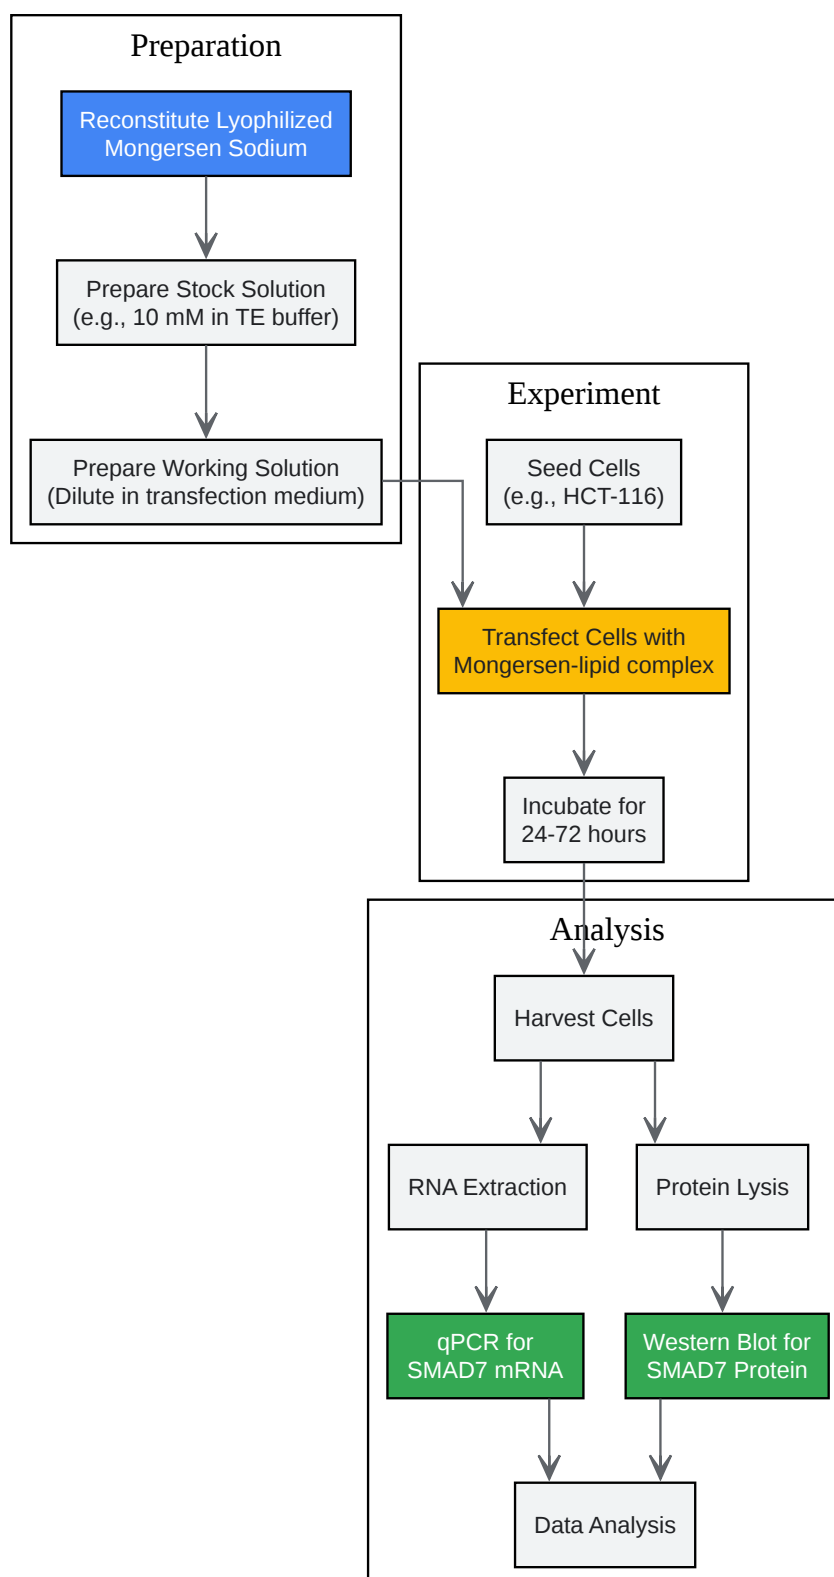 Preparation
Reconstitute Lyophilized
Mongersen Sodium
Prepare Stock Solution
(e.g., 10 mM in TE buffer)
Prepare Working Solution
(Dilute in transfection medium)
Experiment
Seed Cells
(e.g., HCT-116)
Transfect Cells with
Mongersen-lipid complex
Incubate for
24-72 hours
Analysis
Harvest Cells
RNA Extraction
Protein Lysis
qPCR for
SMAD7 mRNA
Western Blot for
SMAD7 Protein
Data Analysis